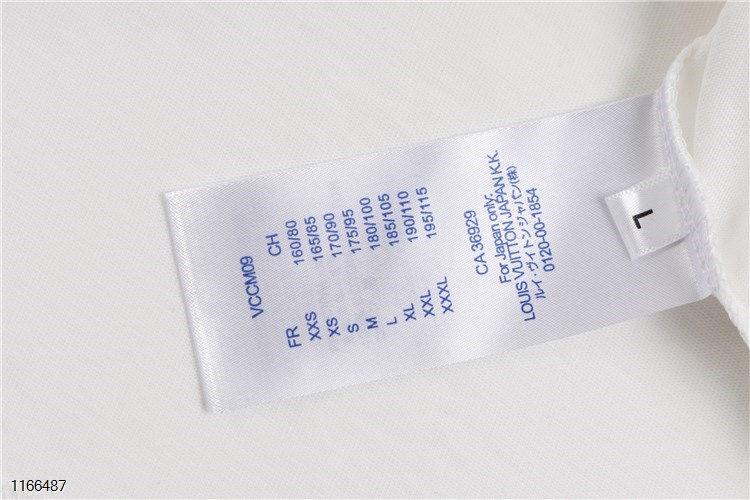 VCCM09
FR CH
XXS 160/80
XS 165/85
S 170/90
M 175/95
L 180/100
XL 185/105
XXL 190/110
XXXL 195/115
CA 36929
For Japan only.
LOUIS VUITTON JAPAN K.K.
ルイ・ヴィトンジャパン(株)
0120-00-1854
L
1166487